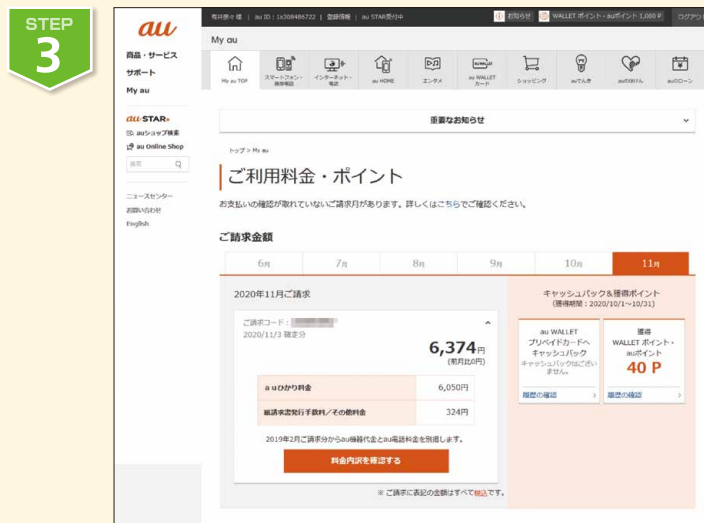 STEP
3
au
商品・サービス
サポート
My au
au STAR
auショップ検索
au Online Shop
検索
ニュースセンター
お問い合わせ
English
au ID : 1x308486722 | 登録情報 | au STAR受付中
お知らせ
WALLET ポイント・auポイント 1,000 P
ログアウ
My au
My au TOP
スマートフォン・
携帯電話
インターネット・
電話
au HOME
エンタメ
au WALLET
カード
ショッピング
auでんき
auのほけん
auのローン
重要なお知らせ
トップ > My au
ご利用料金・ポイント
お支払いの確認が取れていないご請求月があります。詳しくはこちらでご確認ください。
ご請求金額
6月
7月
8月
9月
10月
11月
2020年11月ご請求
ご請求コード：
2020/11/3 確定分
6,374円
(前月比0円)
auひかり料金
6,050円
紙請求書発行手数料/その他料金
324円
2019年2月ご請求分からau機器代金とau電話料金を別掲します。
料金内訳を確認する
※ ご請求に表記の金額はすべて税込です。
キャッシュバック&獲得ポイント
(獲得期間：2020/10/1～10/31)
au WALLET
プリペイドカードへ
キャッシュバック
キャッシュバックはござい
ません。
履歴の確認
獲得
WALLET ポイント・
auポイント
40 P
履歴の確認